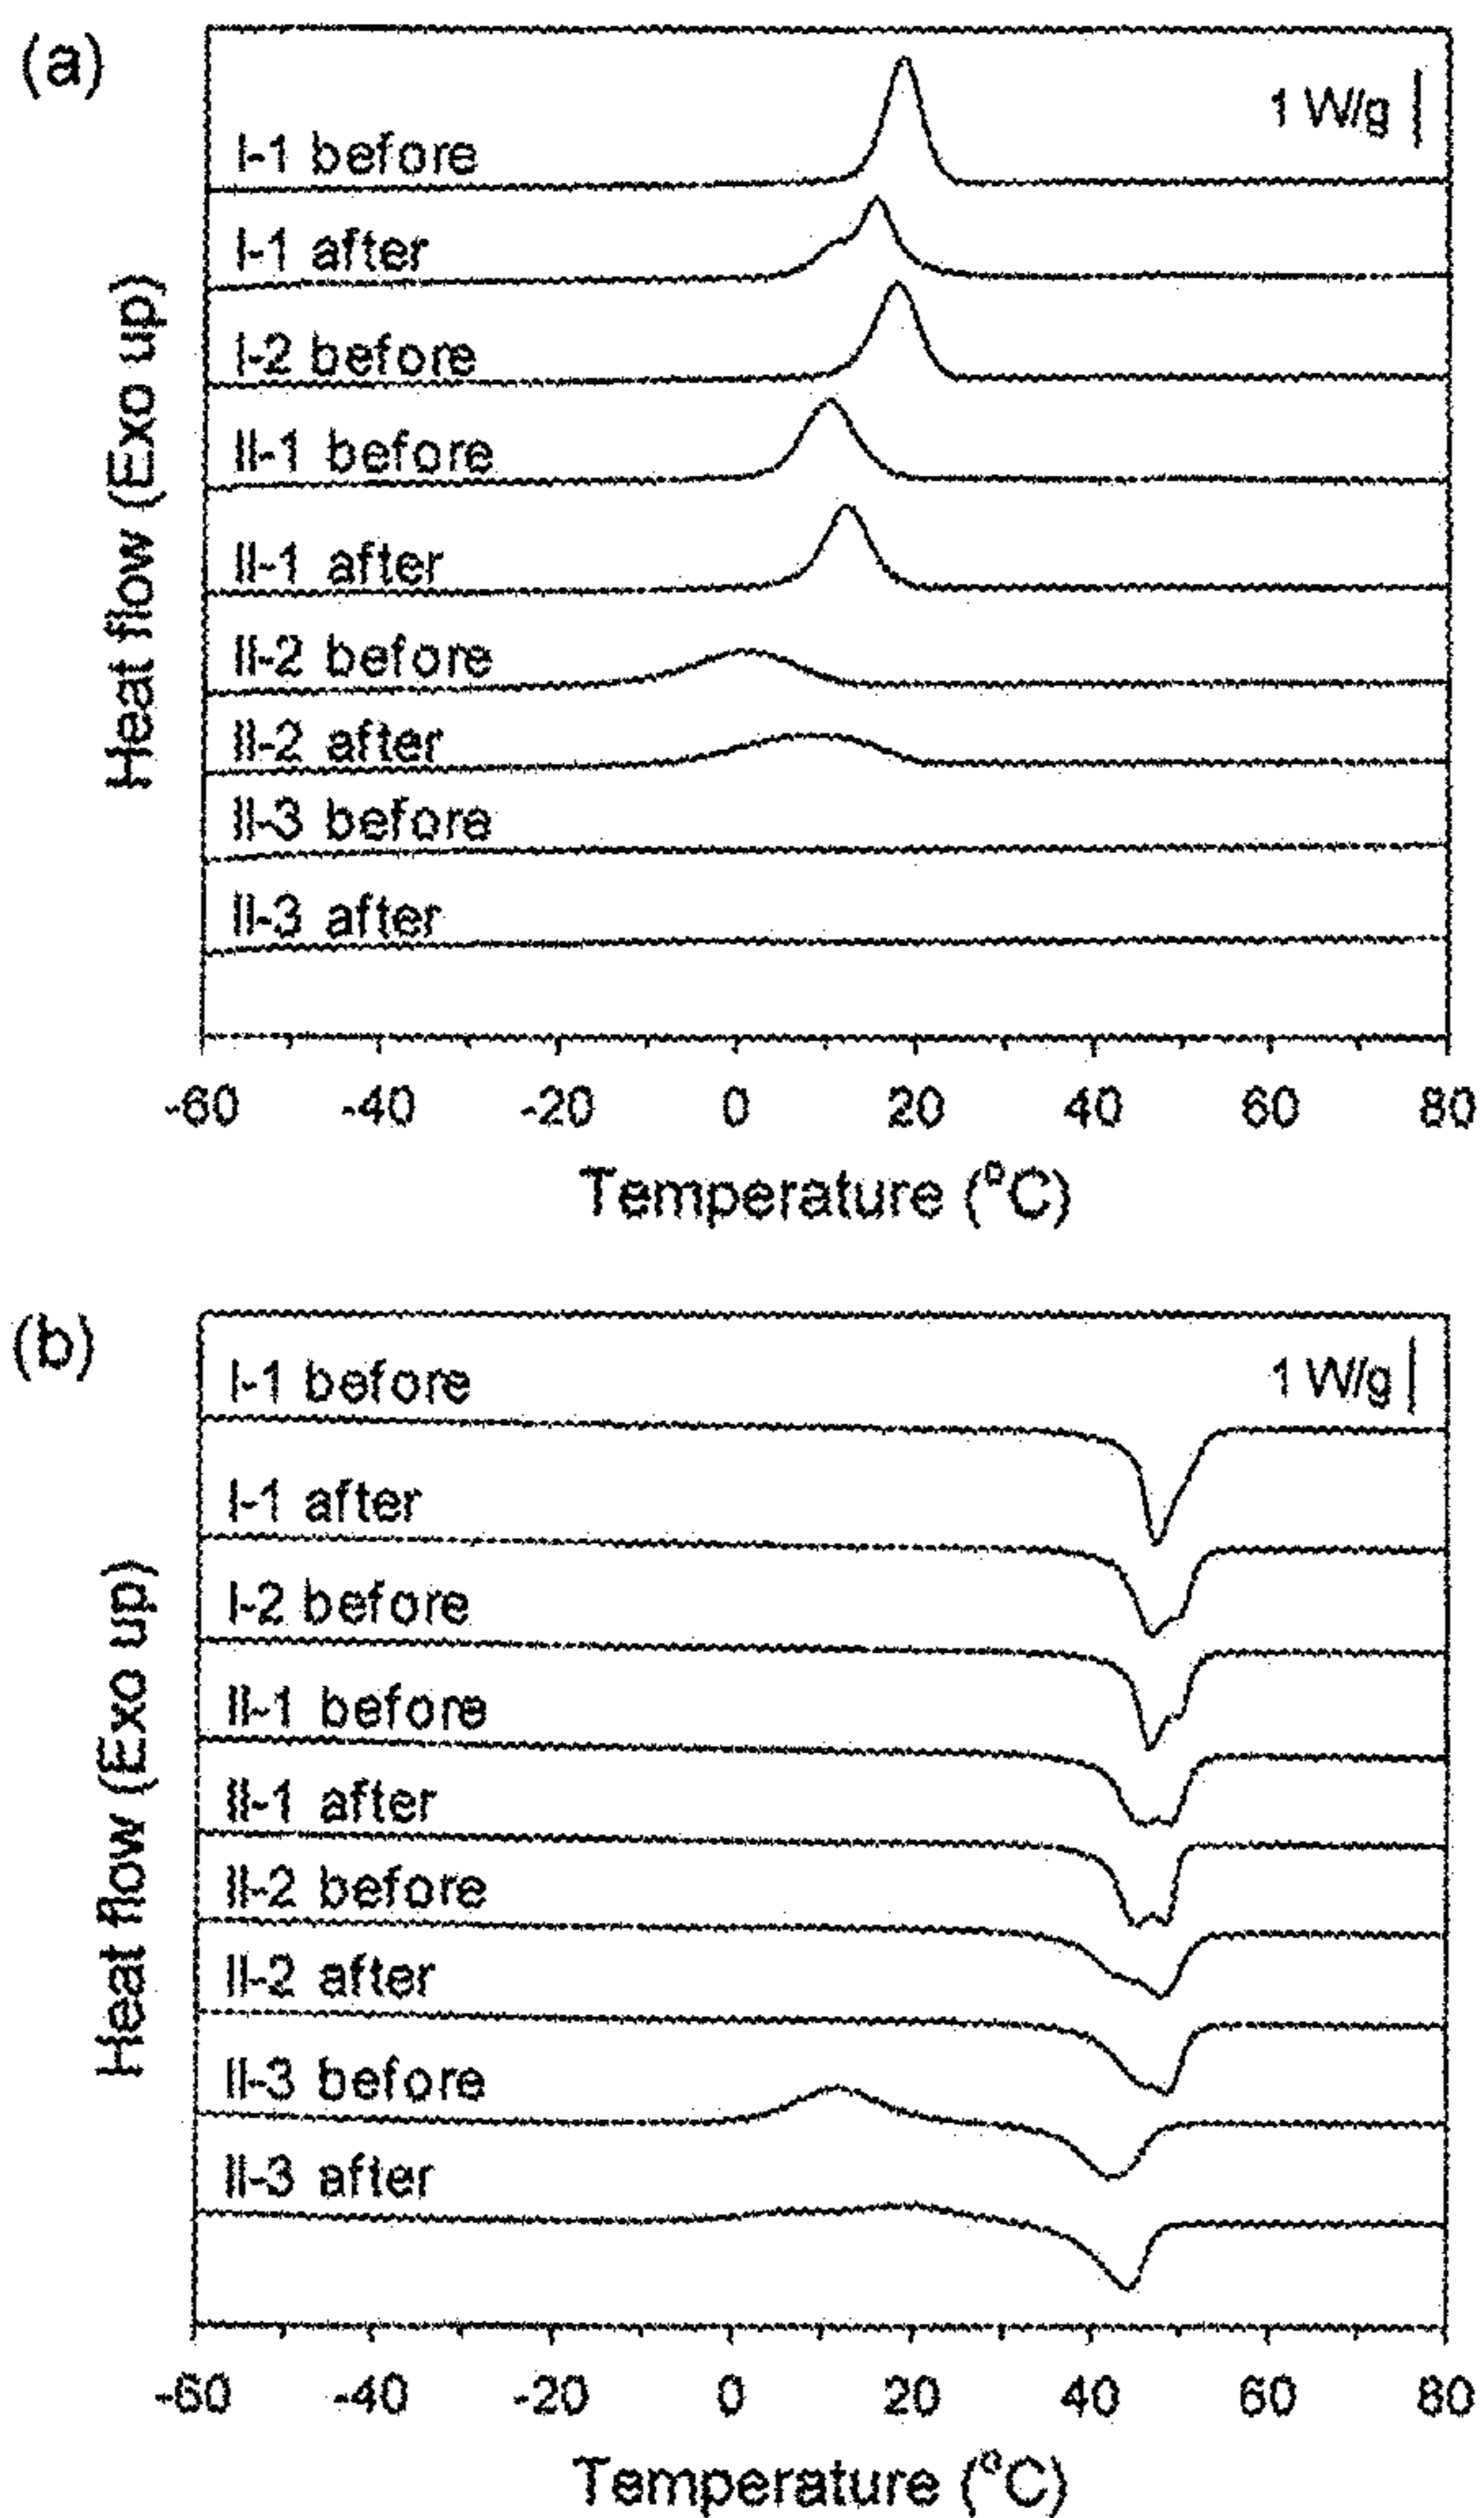 (a)
1 W/g
I-1 before
I-1 after
I-2 before
II-1 before
II-1 after
II-2 before
II-2 after
II-3 before
II-3 after
Heat flow (Exo up)
-60 -40 -20 0 20 40 60 80
Temperature (°C)
(b)
1 W/g
I-1 before
I-1 after
I-2 before
II-1 before
II-1 after
II-2 before
II-2 after
II-3 before
II-3 after
Heat flow (Exo up)
-60 -40 -20 0 20 40 60 80
Temperature (°C)